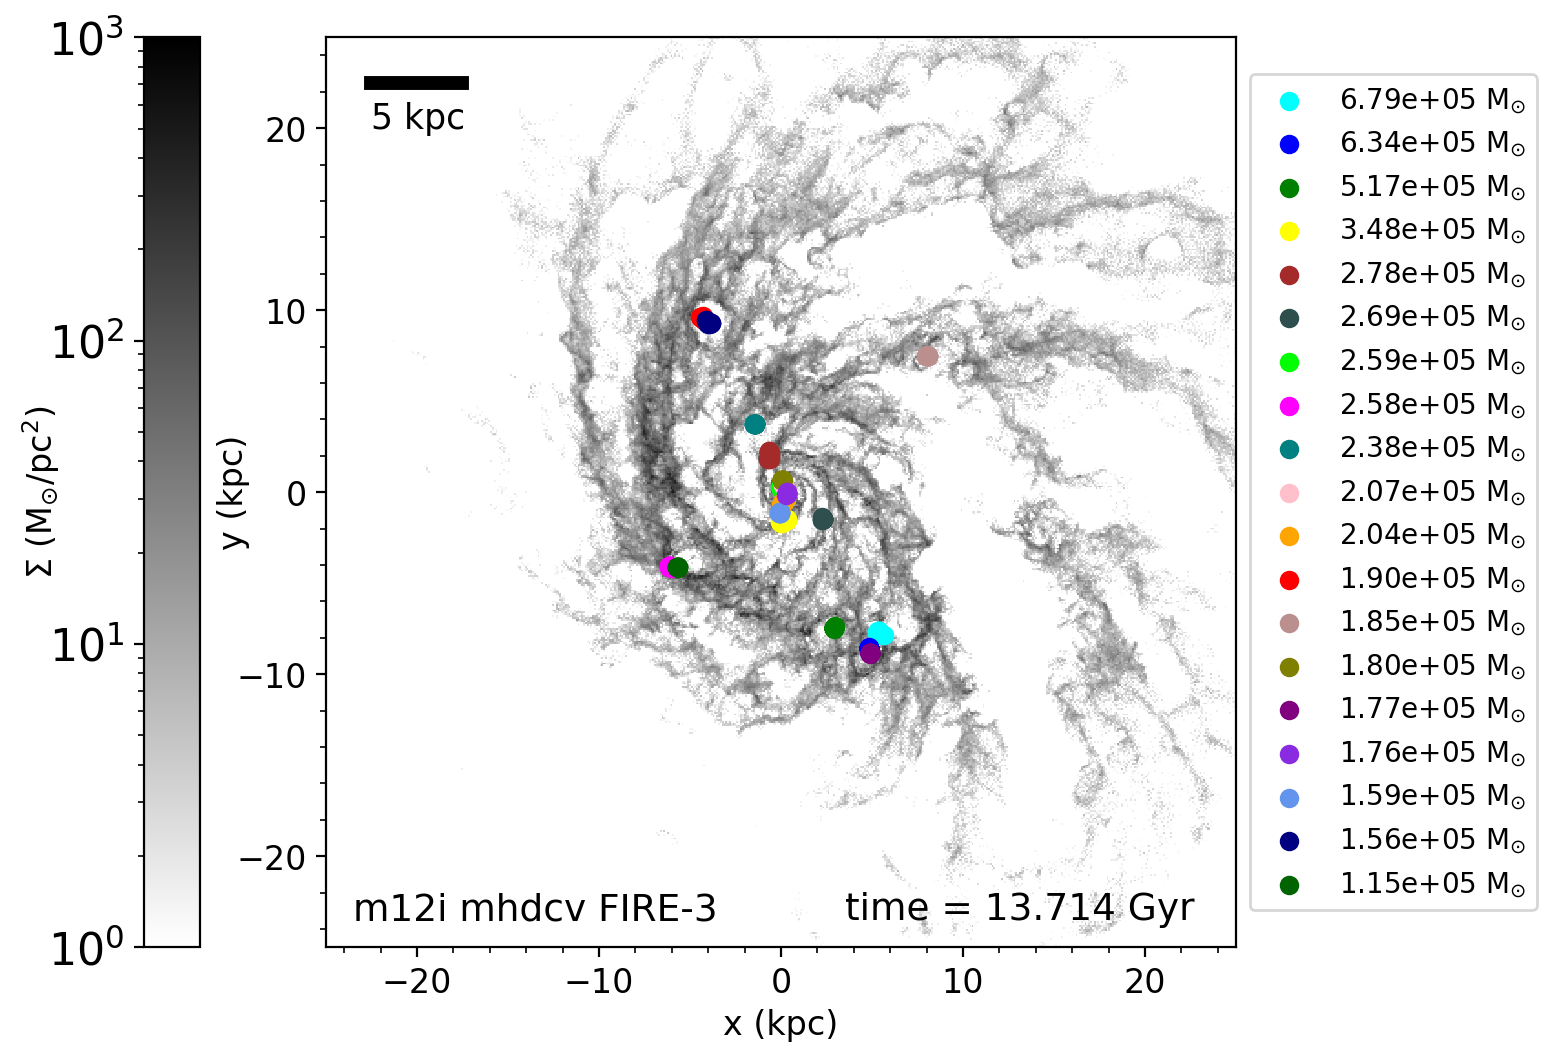 10³
10²
10¹
10⁰
Σ (M☉/pc²)
y (kpc)
20
10
0
−10
−20
5 kpc
m12i mhdcv FIRE-3
time = 13.714 Gyr
−20
−10
0
10
20
x (kpc)
6.79e+05 M☉
6.34e+05 M☉
5.17e+05 M☉
3.48e+05 M☉
2.78e+05 M☉
2.69e+05 M☉
2.59e+05 M☉
2.58e+05 M☉
2.38e+05 M☉
2.07e+05 M☉
2.04e+05 M☉
1.90e+05 M☉
1.85e+05 M☉
1.80e+05 M☉
1.77e+05 M☉
1.76e+05 M☉
1.59e+05 M☉
1.56e+05 M☉
1.15e+05 M☉